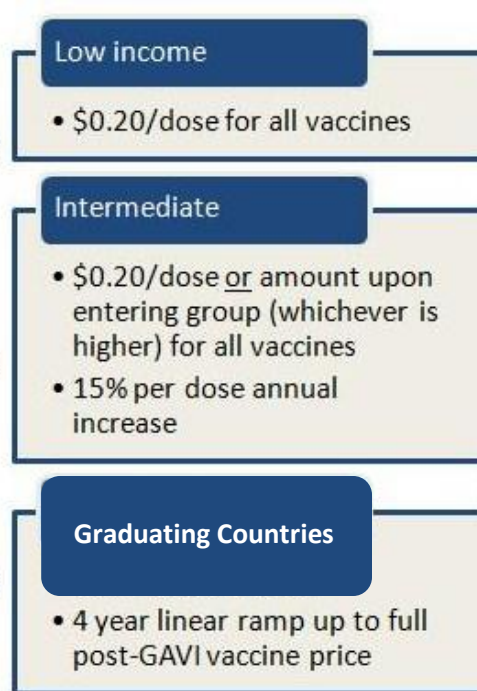 Low income
• $0.20/dose for all vaccines
Intermediate
• $0.20/dose or amount upon
entering group (whichever is
higher) for all vaccines
• 15% per dose annual
increase
Graduating Countries
• 4 year linear ramp up to full
post-GAVI vaccine price